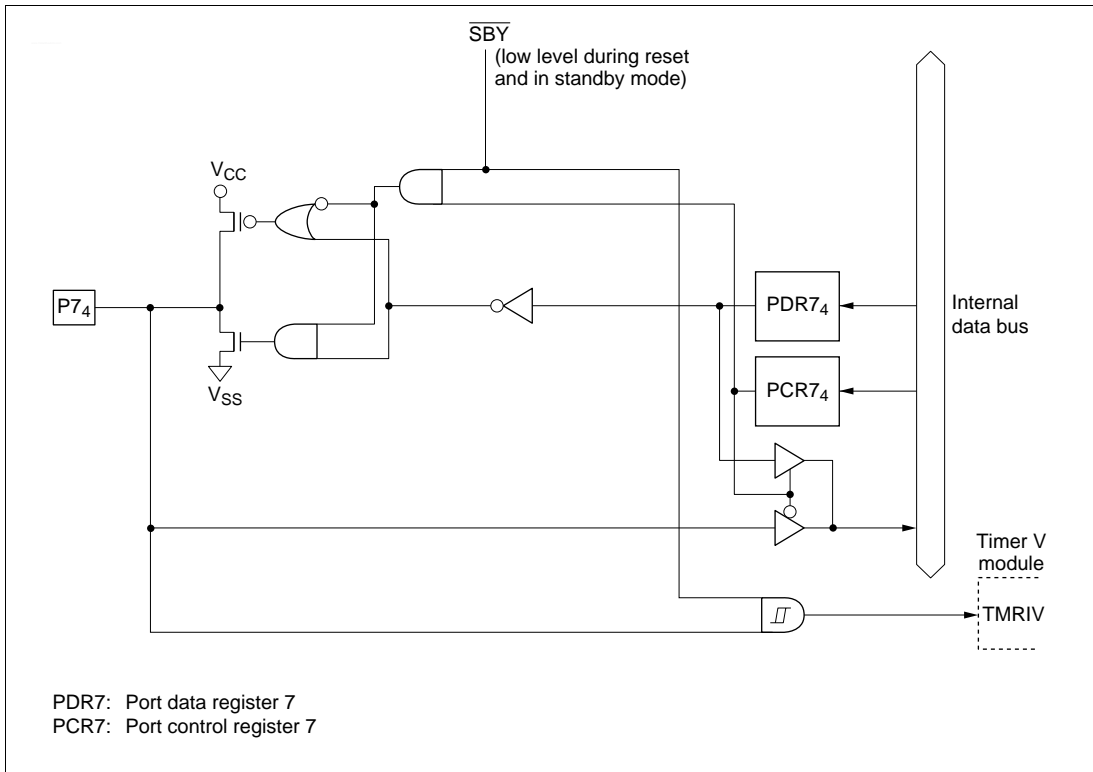 SBY
(low level during reset
and in standby mode)
VCC
P74
VSS
PDR74
PCR74
Internal
data bus
Timer V
module
TMRIV
PDR7: Port data register 7
PCR7: Port control register 7